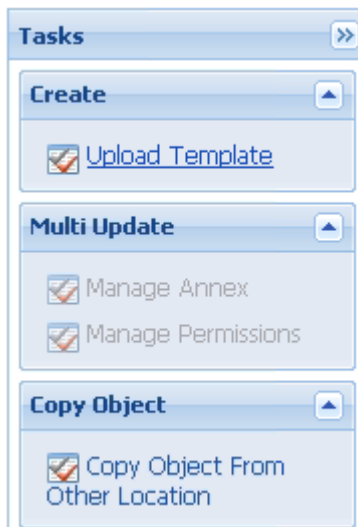 Tasks
Create
Upload Template
Multi Update
Manage Annex
Manage Permissions
Copy Object
Copy Object From
Other Location